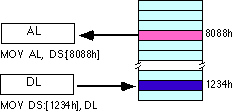 AL
8088h
MOV AL, DS:[8088h]
DL
1234h
MOV DS:[1234h], DL